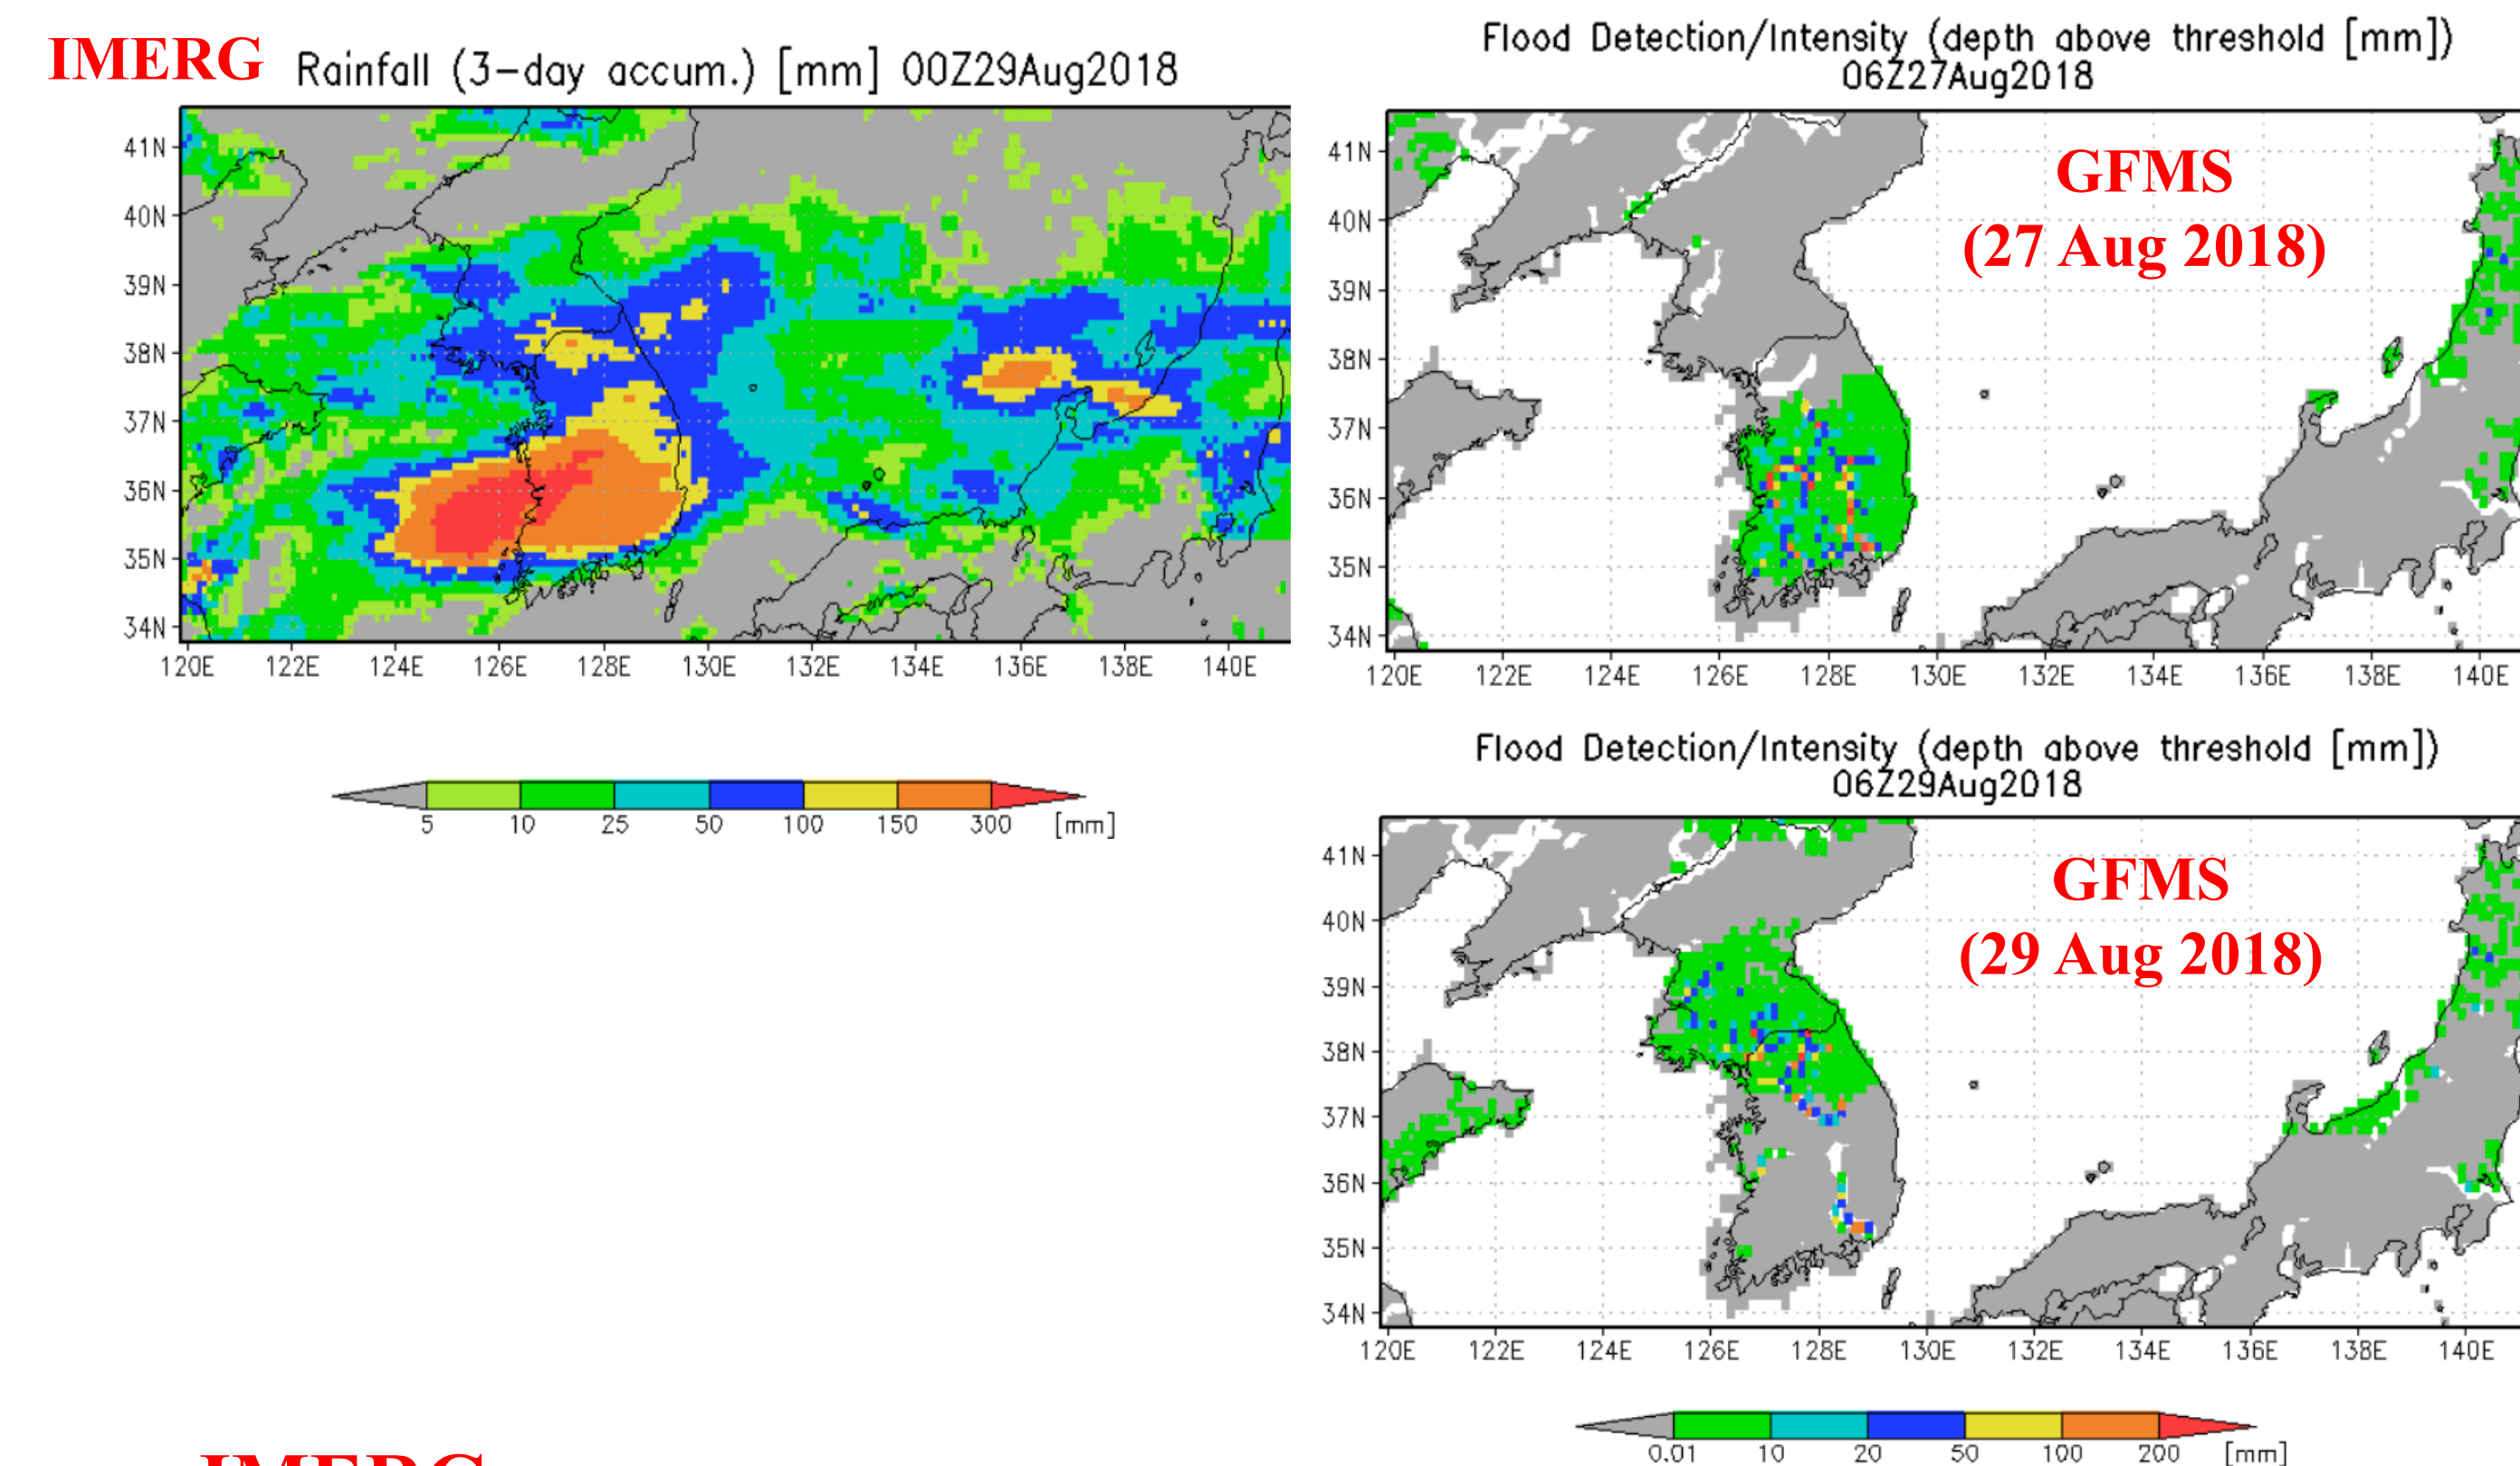 IMERG Rainfall (3-day accum.) [mm] 00Z29Aug2018
41N
40N
39N
38N
37N
36N
35N
34N
120E 122E 124E 126E 128E 130E 132E 134E 136E 138E 140E
5 10 25 50 100 150 300 [mm]
Flood Detection/Intensity (depth above threshold [mm])
06Z27Aug2018
GFMS
(27 Aug 2018)
41N
40N
39N
38N
37N
36N
35N
34N
120E 122E 124E 126E 128E 130E 132E 134E 136E 138E 140E
Flood Detection/Intensity (depth above threshold [mm])
06Z29Aug2018
GFMS
(29 Aug 2018)
41N
40N
39N
38N
37N
36N
35N
34N
120E 122E 124E 126E 128E 130E 132E 134E 136E 138E 140E
0.01 10 20 50 100 200 [mm]
IMERG